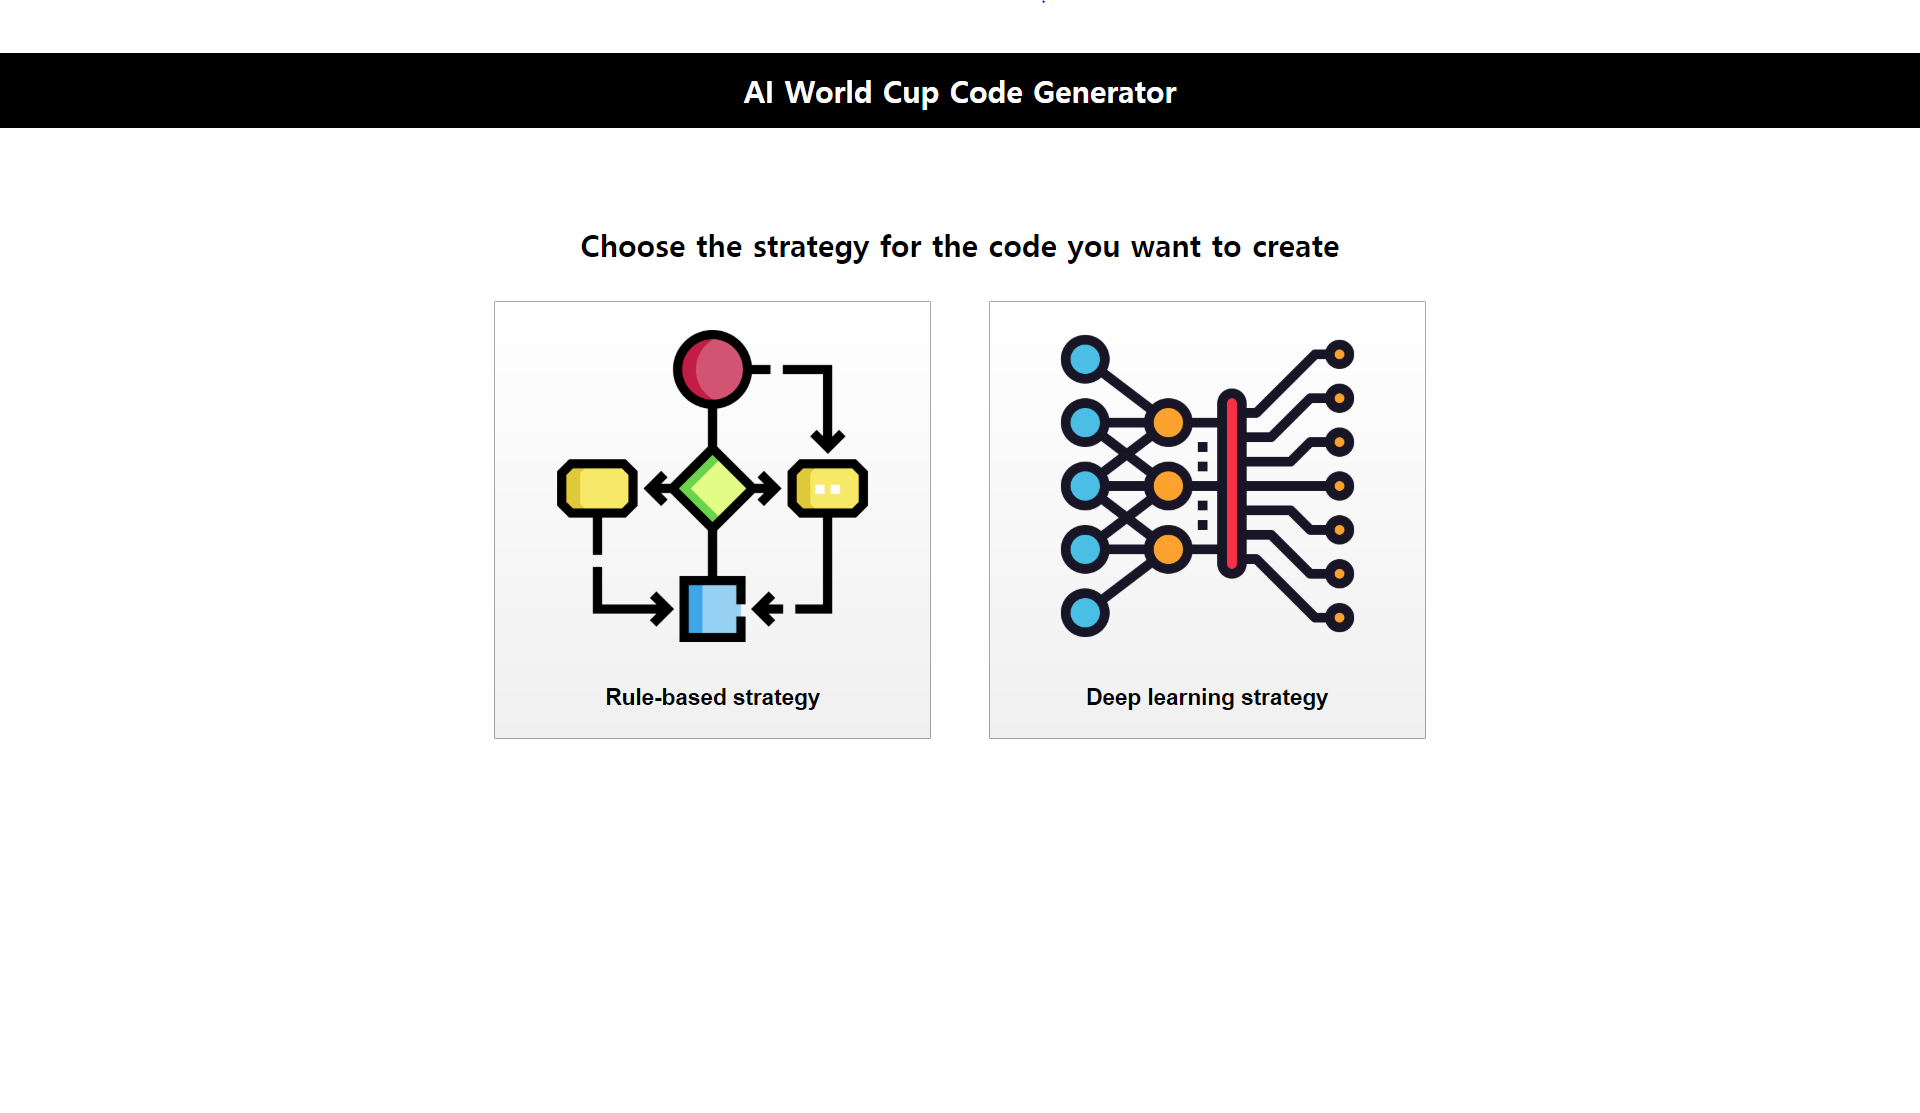 AI World Cup Code Generator
Choose the strategy for the code you want to create
Rule-based strategy
Deep learning strategy